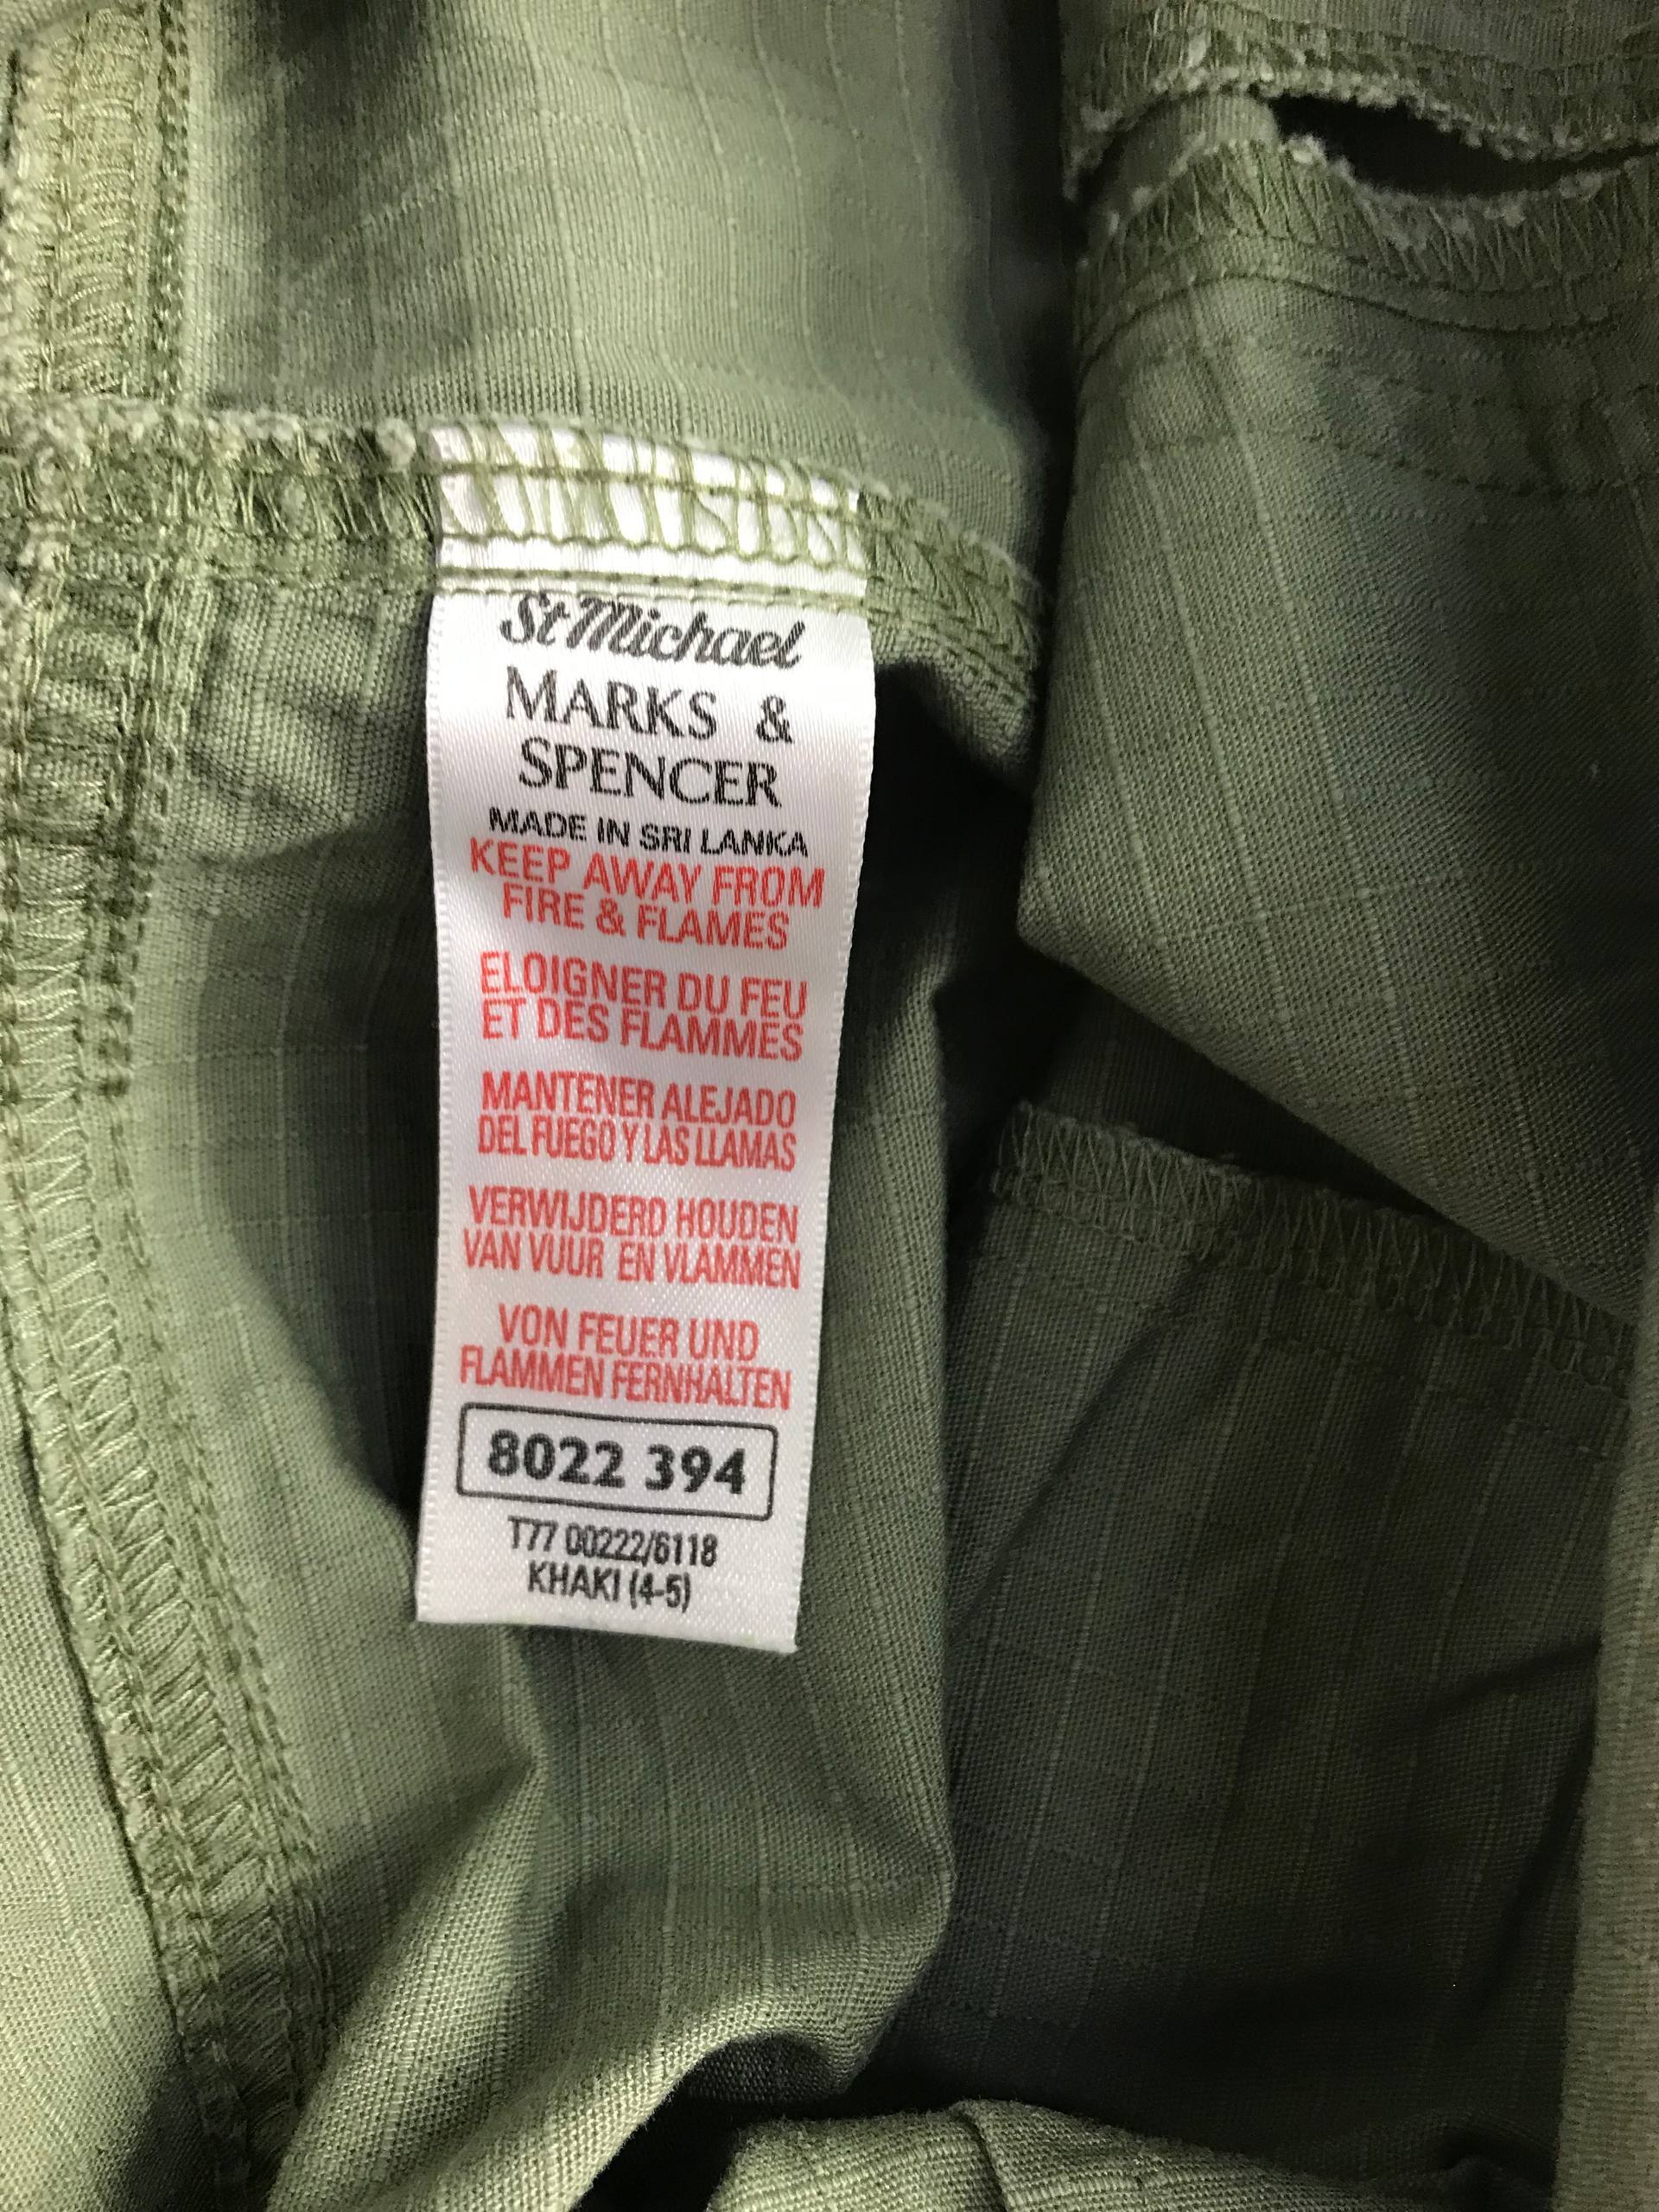 St Michael
MARKS &
SPENCER
MADE IN SRI LANKA
KEEP AWAY FROM
FIRE & FLAMES
ELOIGNER DU FEU
ET DES FLAMMES
MANTENER ALEJADO
DEL FUEGO Y LAS LLAMAS
VERWIJDERD HOUDEN
VAN VUUR EN VLAMMEN
VON FEUER UND
FLAMMEN FERNHALTEN
8022 394
T77 00222/6118
KHAKI (4-5)